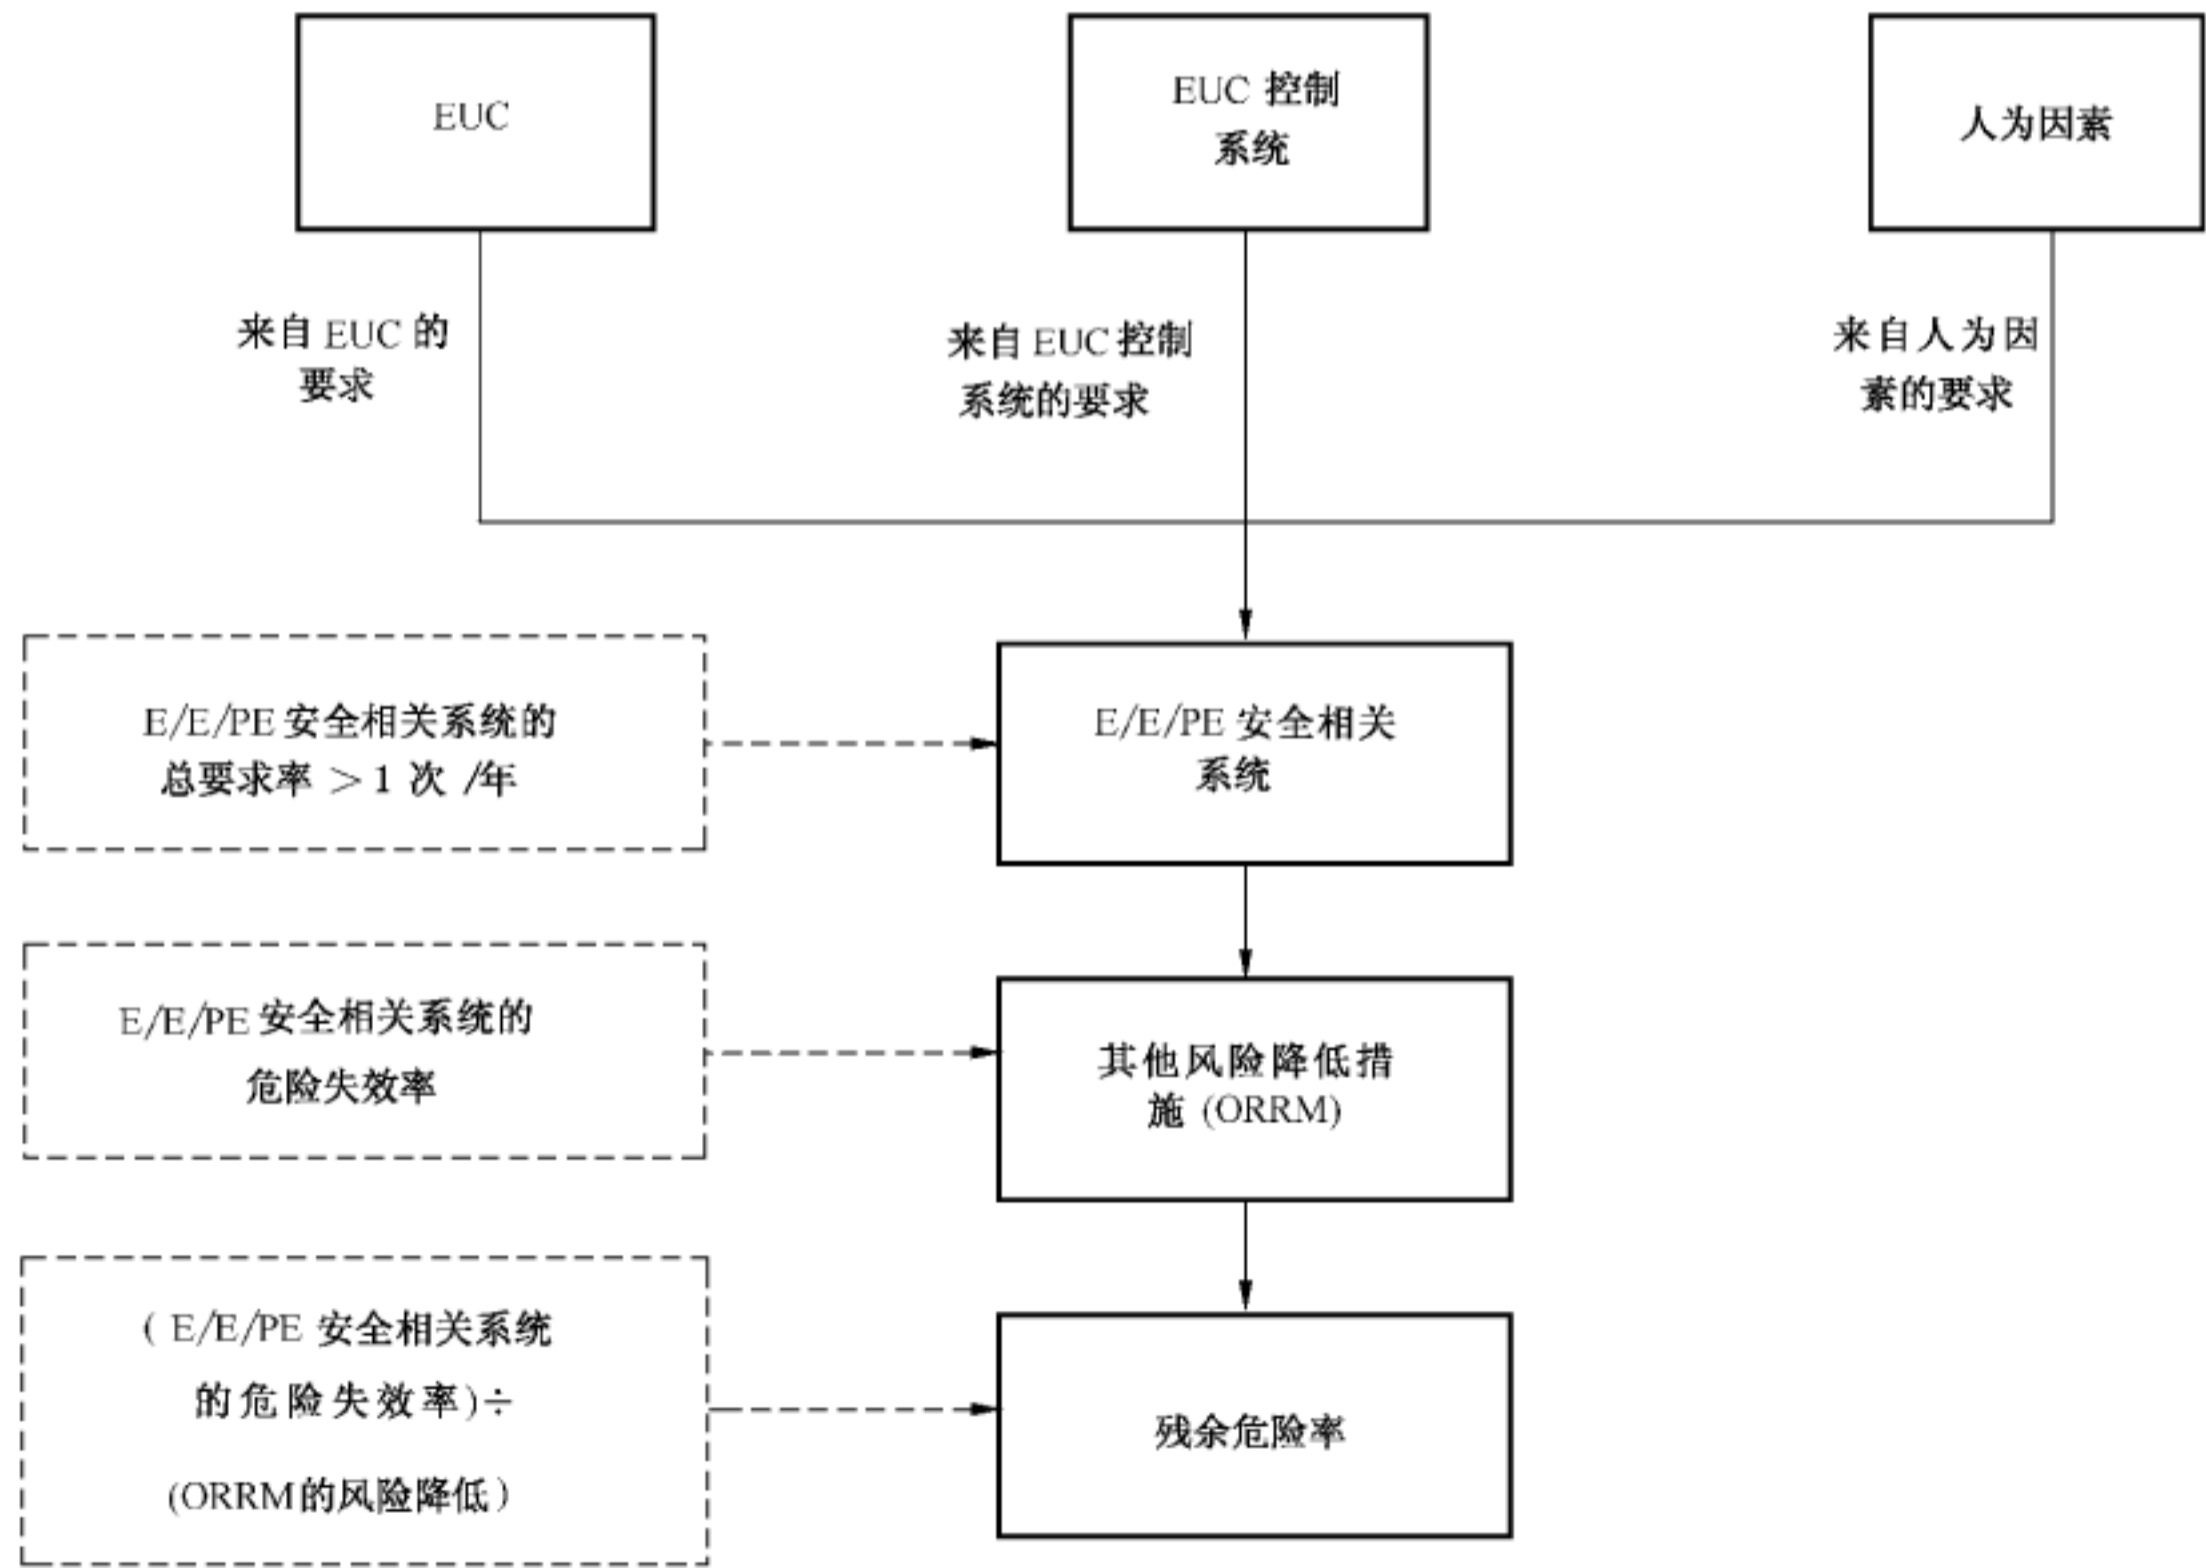 EUC
EUC 控制
系统
人为因素
来自 EUC 的
要求
来自 EUC 控制
系统的要求
来自人为因
素的要求
E/E/PE 安全相关系统的
总要求率 > 1 次 /年
E/E/PE 安全相关
系统
E/E/PE 安全相关系统的
危险失效率
其他风险降低措
施 (ORRM)
( E/E/PE 安全相关系统
的危险失效率)÷
(ORRM的风险降低)
残余危险率